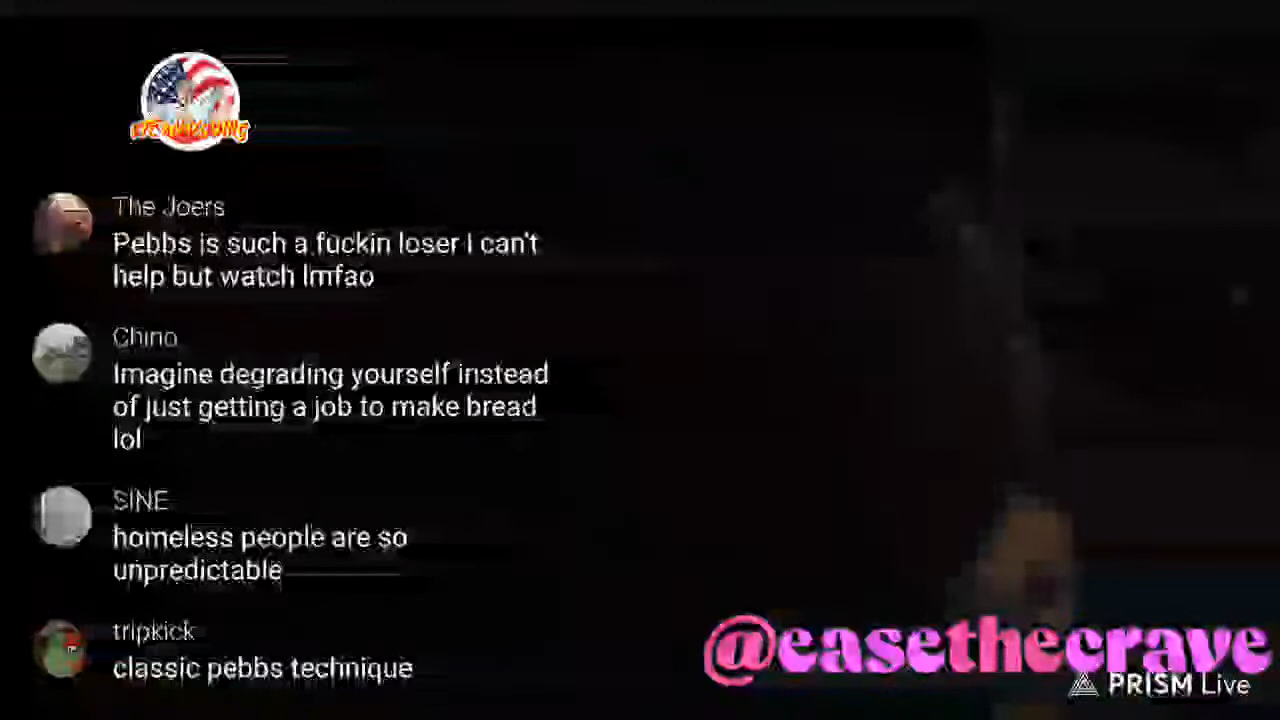 The Joers
Pebbs is such a fuckin loser I can't
help but watch lmfao
Chino
Imagine degrading yourself instead
of just getting a job to make bread
lol
SINE
homeless people are so
unpredictable
tripkick
classic pebbs technique
@easethecrave
PRISM Live